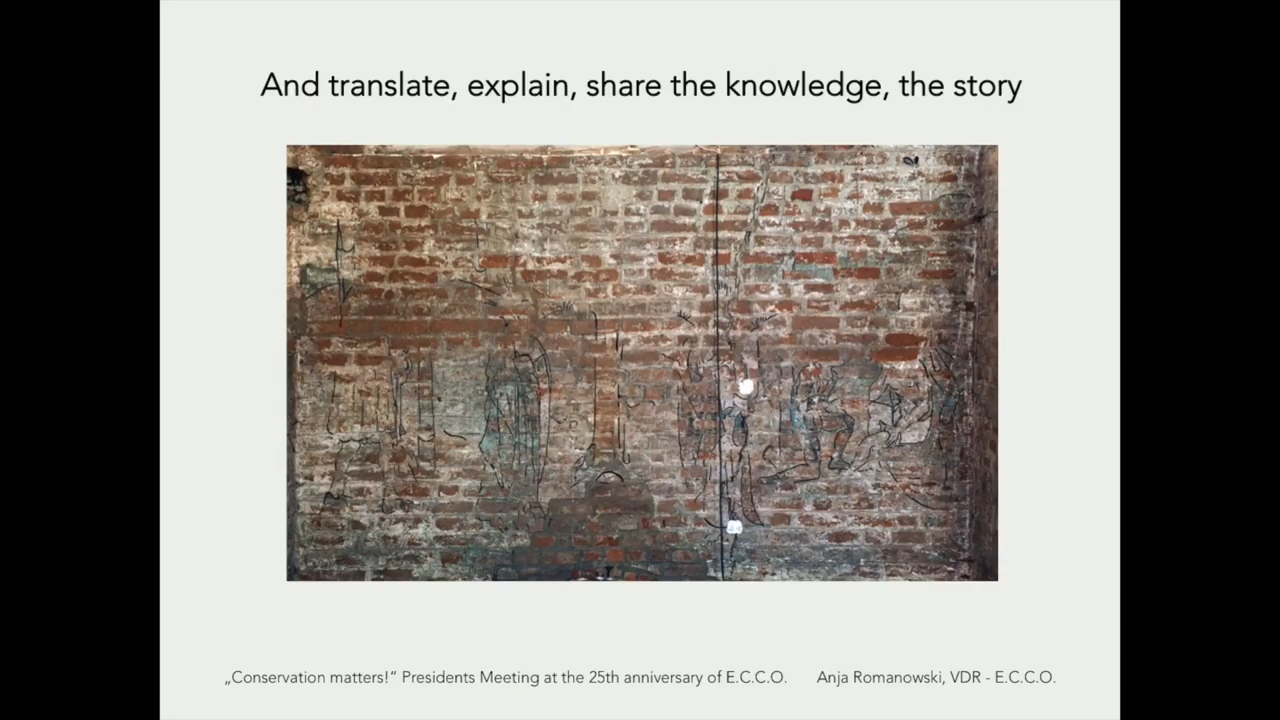 And translate, explain, share the knowledge, the story
„Conservation matters!“ Presidents Meeting at the 25th anniversary of E.C.C.O. Anja Romanowski, VDR - E.C.C.O.